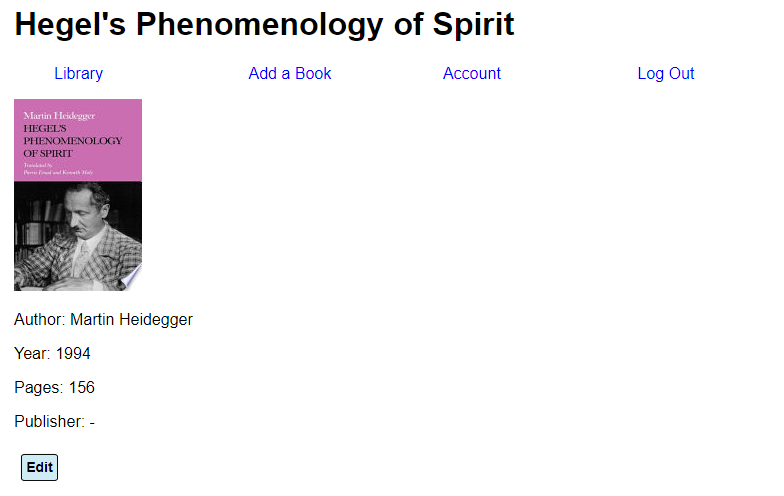 Hegel's Phenomenology of Spirit
Library Add a Book Account Log Out
Martin Heidegger
HEGEL'S
PHENOMENOLOGY
OF SPIRIT
Translated by
Parvis Emad and Kenneth Maly
Author: Martin Heidegger
Year: 1994
Pages: 156
Publisher: -
Edit